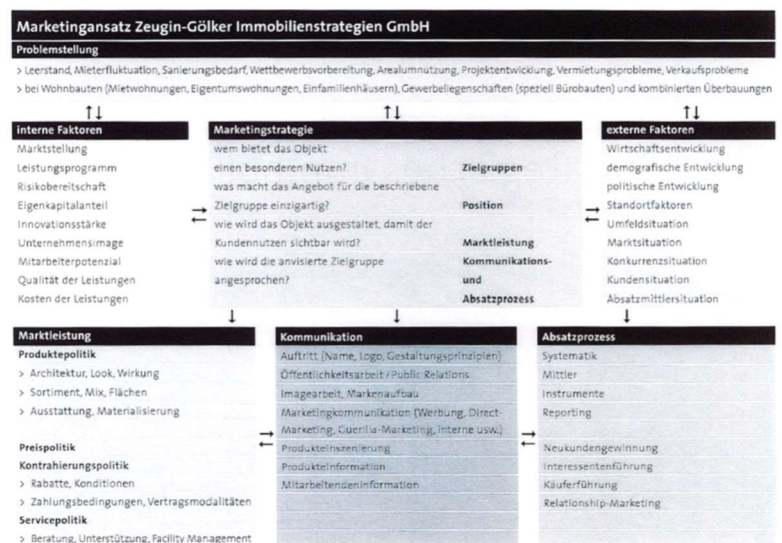 Marketingansatz Zeugin-Gölker Immobilienstrategien GmbH
Problemstellung
> Leerstand, Mieterfluktuation, Sanierungsbedarf, Wettbewerbsvorbereitung, Arealumnutzung, Projektentwicklung, Vermietungsprobleme, Verkaufsprobleme
> bei Wohnbauten (Mietwohnungen, Eigentumswohnungen, Einfamilienhäusern), Gewerbeliegenschaften (speziell Bürobauten) und kombinierten Überbauungen
↑↓ ↑↓ ↑↓
interne Faktoren
Marktstellung
Leistungsprogramm
Risikobereitschaft
Eigenkapitalanteil
Innovationsstärke
Unternehmensimage
Mitarbeiterpotenzial
Qualität der Leistungen
Kosten der Leistungen
→
←
Marketingstrategie
wem bietet das Objekt
einen besonderen Nutzen? Zielgruppen
was macht das Angebot für die beschriebene
Zielgruppe einzigartig? Position
wie wird das Objekt ausgestaltet, damit der
Kundennutzen sichtbar wird? Marktleistung
wie wird die anvisierte Zielgruppe Kommunikations-
angesprochen? und
Absatzprozess
→
←
externe Faktoren
Wirtschaftsentwicklung
demografische Entwicklung
politische Entwicklung
Standortfaktoren
Umfeldsituation
Marktsituation
Konkurrenzsituation
Kundensituation
Absatzmittlersituation
↓ ↓ ↓
Marktleistung
Produktepolitik
> Architektur, Look, Wirkung
> Sortiment, Mix, Flächen
> Ausstattung, Materialisierung
Preispolitik
Kontrahierungspolitik
> Rabatte, Konditionen
> Zahlungsbedingungen, Vertragsmodalitäten
Servicepolitik
> Beratung, Unterstützung, Facility Management
→
←
Kommunikation
Auftritt (Name, Logo, Gestaltungsprinzipien)
Öffentlichkeitsarbeit / Public Relations
Imagearbeit, Markenaufbau
Marketingkommunikation (Werbung, Direct-
Marketing, Guerilla-Marketing, Interne usw.)
Produkteinszenierung
Produkteinformation
Mitarbeitendeninformation
→
←
Absatzprozess
Systematik
Mittler
Instrumente
Reporting
Neukundengewinnung
Interessentenführung
Käuferführung
Relationship-Marketing